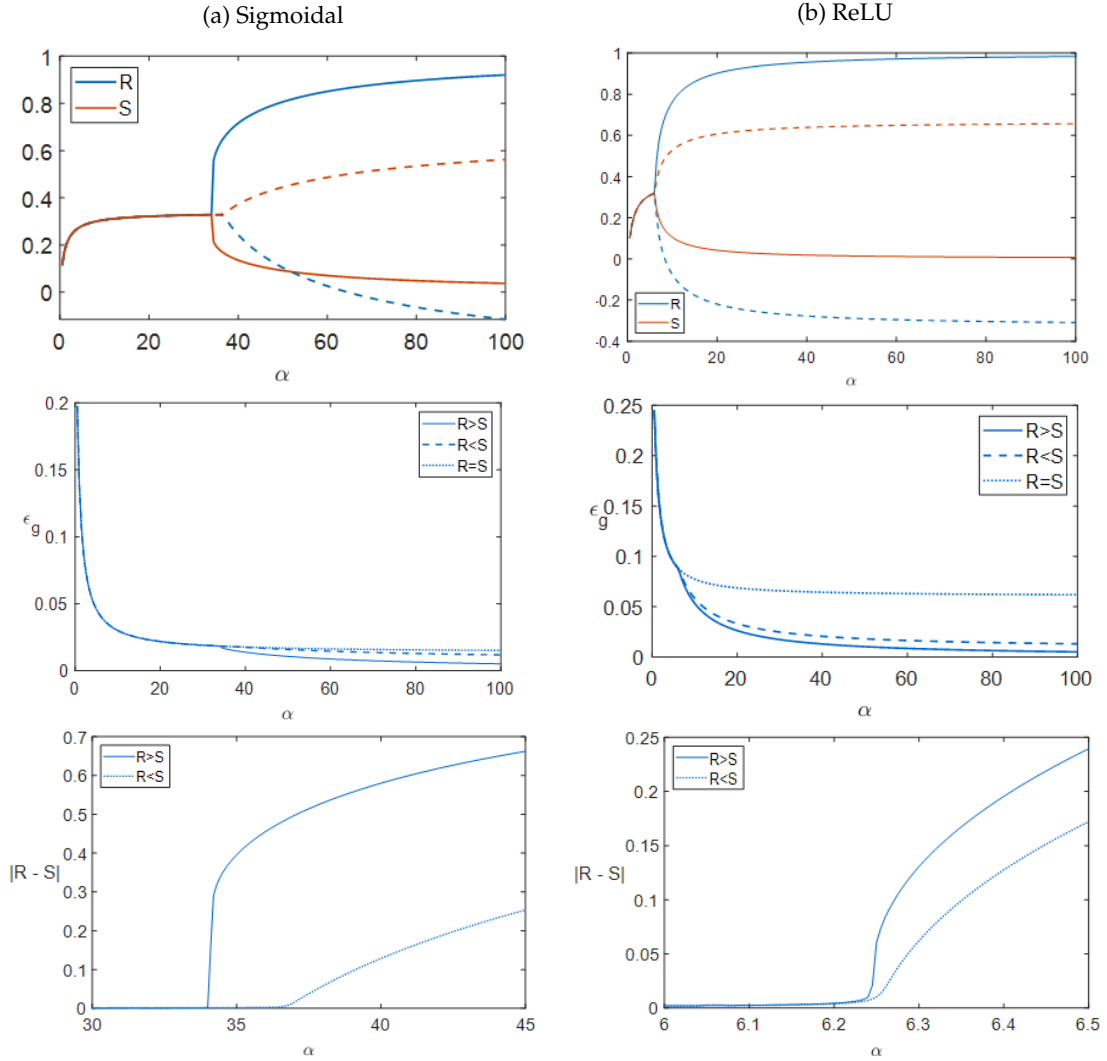 (a) Sigmoidal
1
0.8
0.6
0.4
0.2
0
R
S
0 20 40 60 80 100
α
(b) ReLU
1
0.8
0.6
0.4
0.2
0
-0.2
-0.4
R
S
0 20 40 60 80 100
α
0.2
0.15
0.1
0.05
0
ϵg
R>S
R<S
R=S
0 20 40 60 80 100
α
0.25
0.2
0.15
0.1
0.05
0
ϵg
R>S
R<S
R=S
0 20 40 60 80 100
α
0.7
0.6
0.5
0.4
0.3
0.2
0.1
0
|R - S|
R>S
R<S
30 35 40 45
α
0.25
0.2
0.15
0.1
0.05
0
|R - S|
R>S
R<S
6 6.1 6.2 6.3 6.4 6.5
α